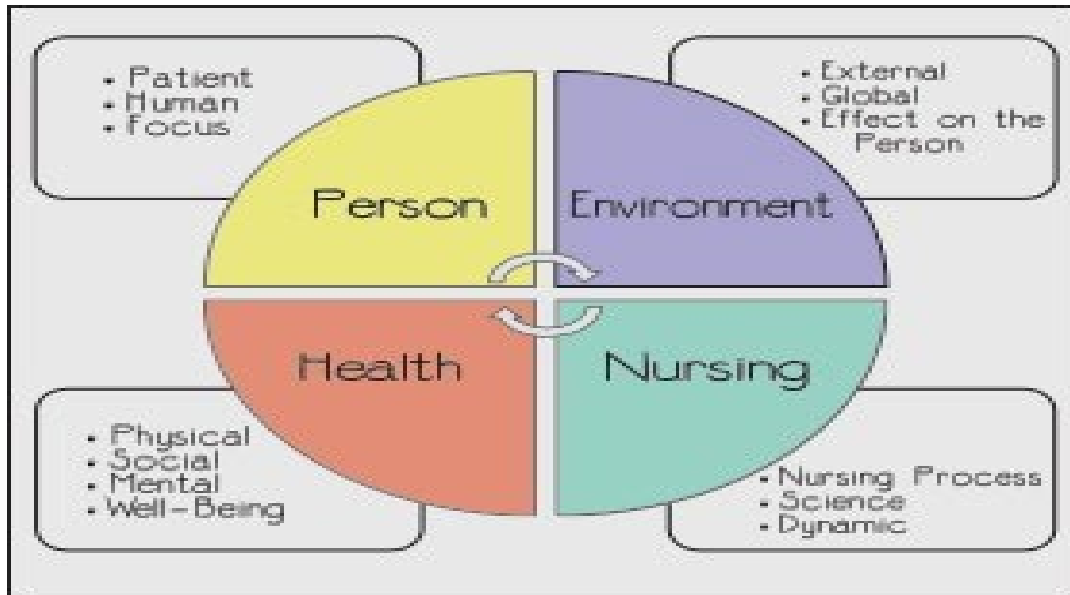 • Patient
• Human
• Focus
• External
• Global
• Effect on the
Person
Person
Environment
Health
Nursing
• Physical
• Social
• Mental
• Well-Being
• Nursing Process
• Science
• Dynamic